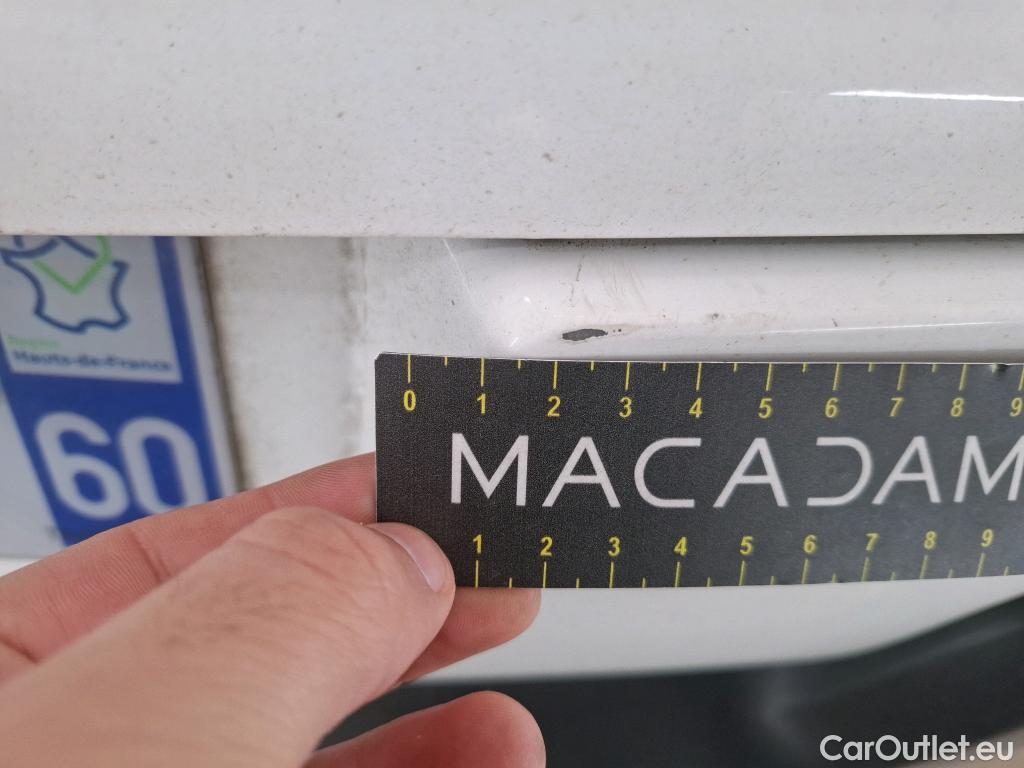 Région
Hauts-de-France
60
0 1 2 3 4 5 6 7 8 9
MACADAM
1 2 3 4 5 6 7 8 9
CarOutlet.eu